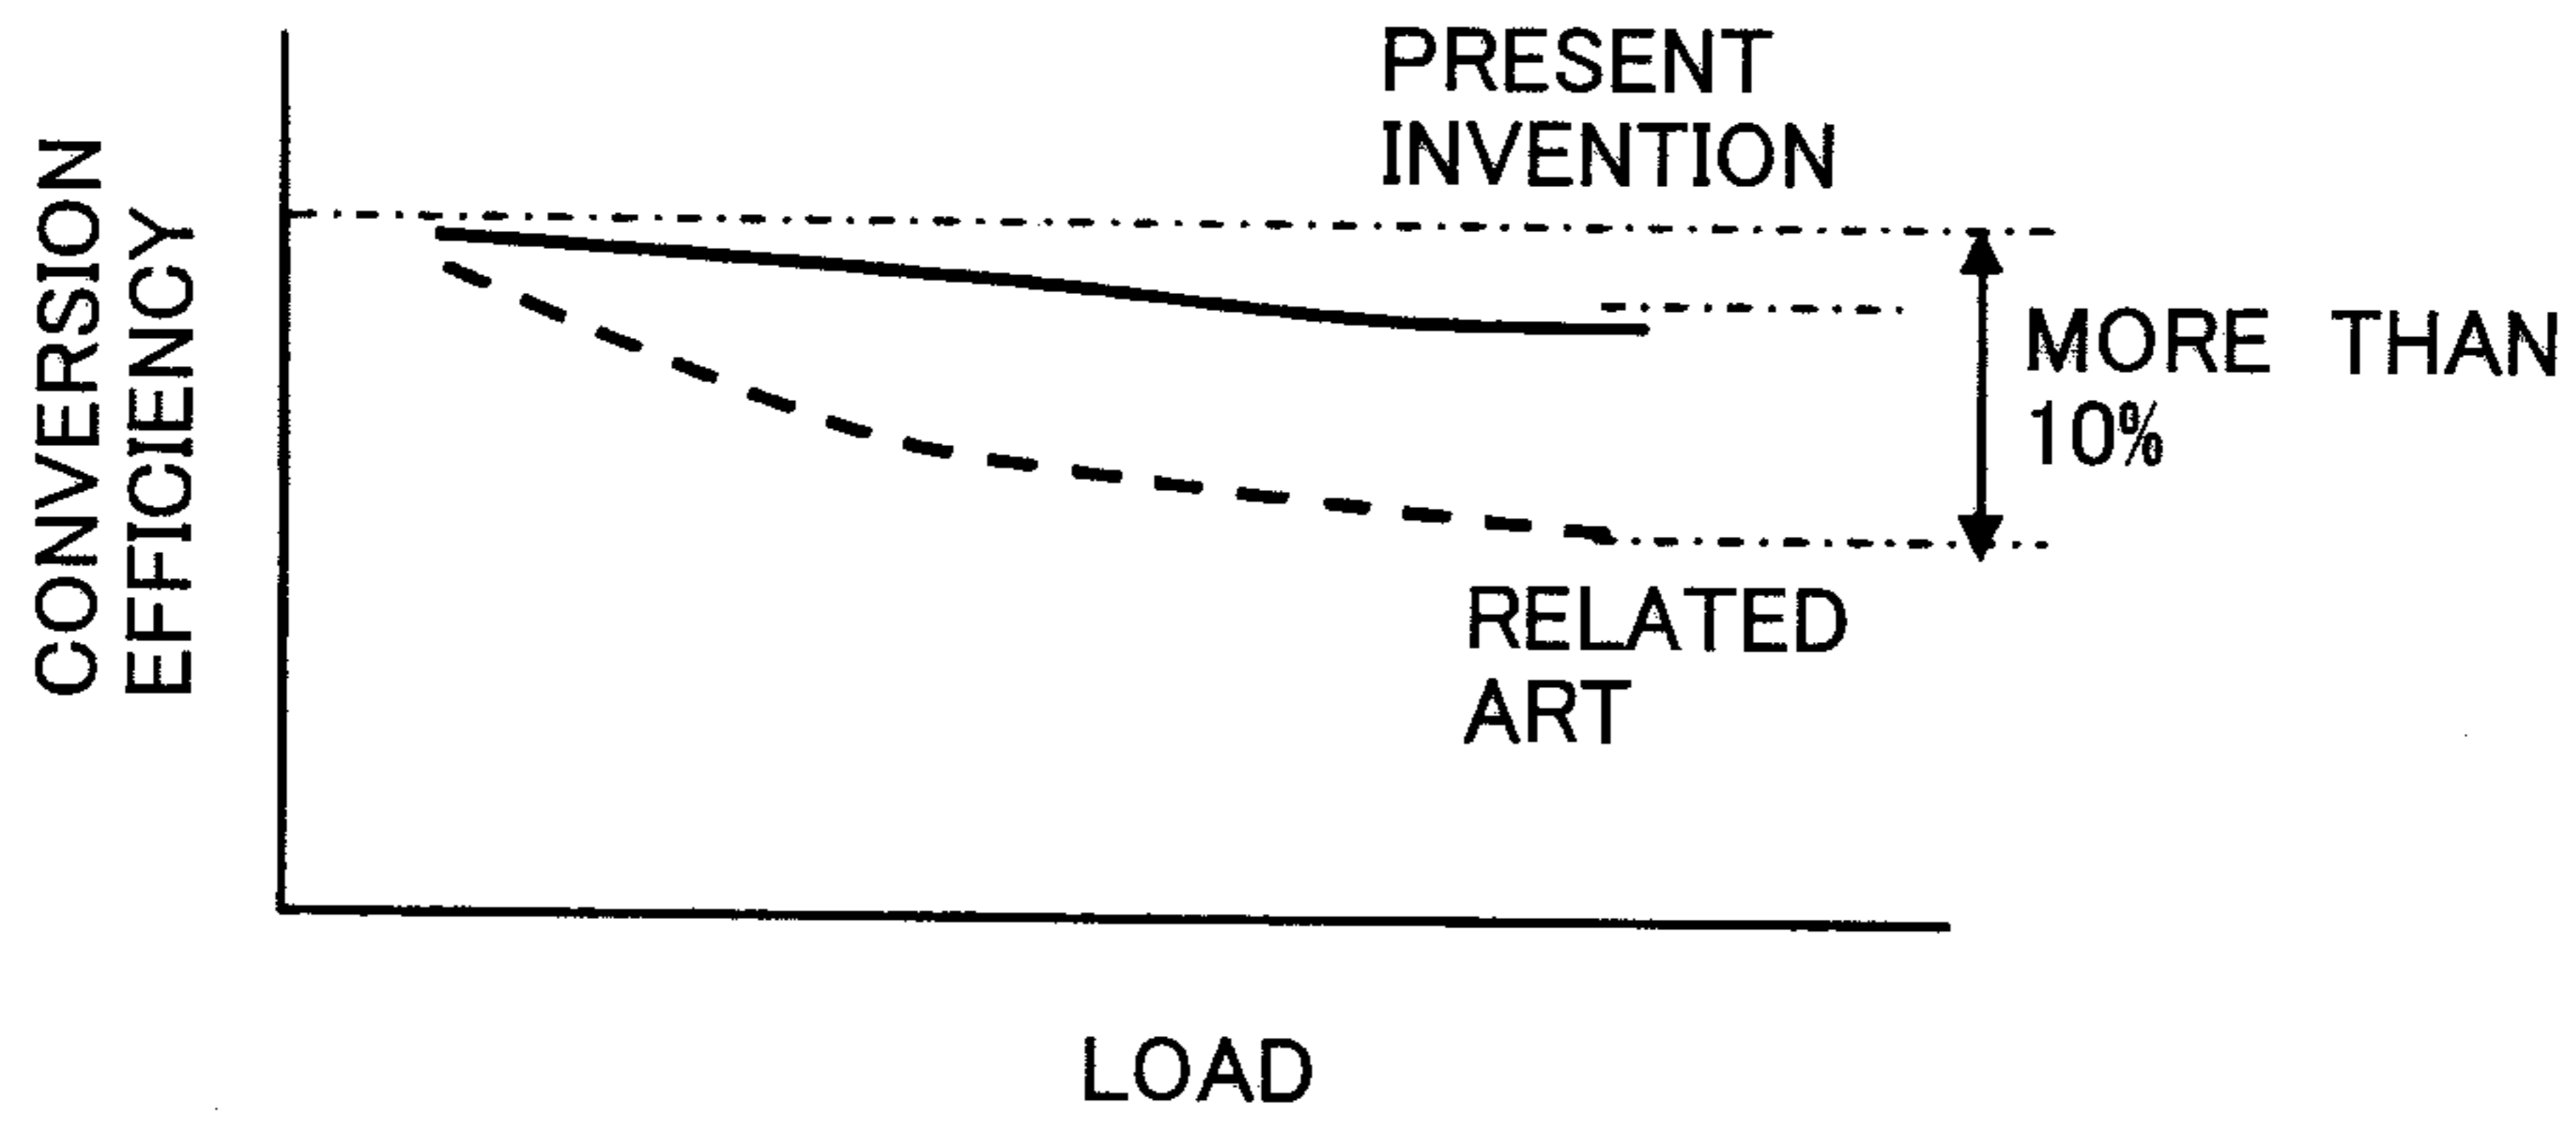 PRESENT
INVENTION
CONVERSION
EFFICIENCY
MORE THAN
10%
RELATED
ART
LOAD